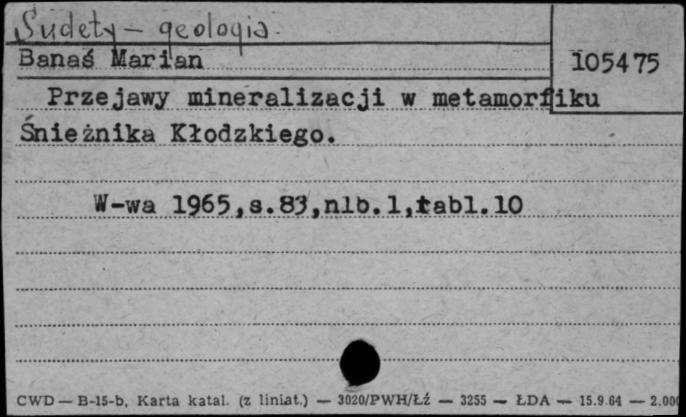 Sudety - geologia.
Banaś Marian
105475
Przejawy mineralizacji w metamorfiku
Śnieżnika Kłodzkiego.
W-wa 1965,s.83,nlb.1,tabl.10
CWD — B-15-b, Karta katal. (z liniat.) — 3020/PWH/Łź — 3255 — ŁDA — 15.9.64 — 2.000